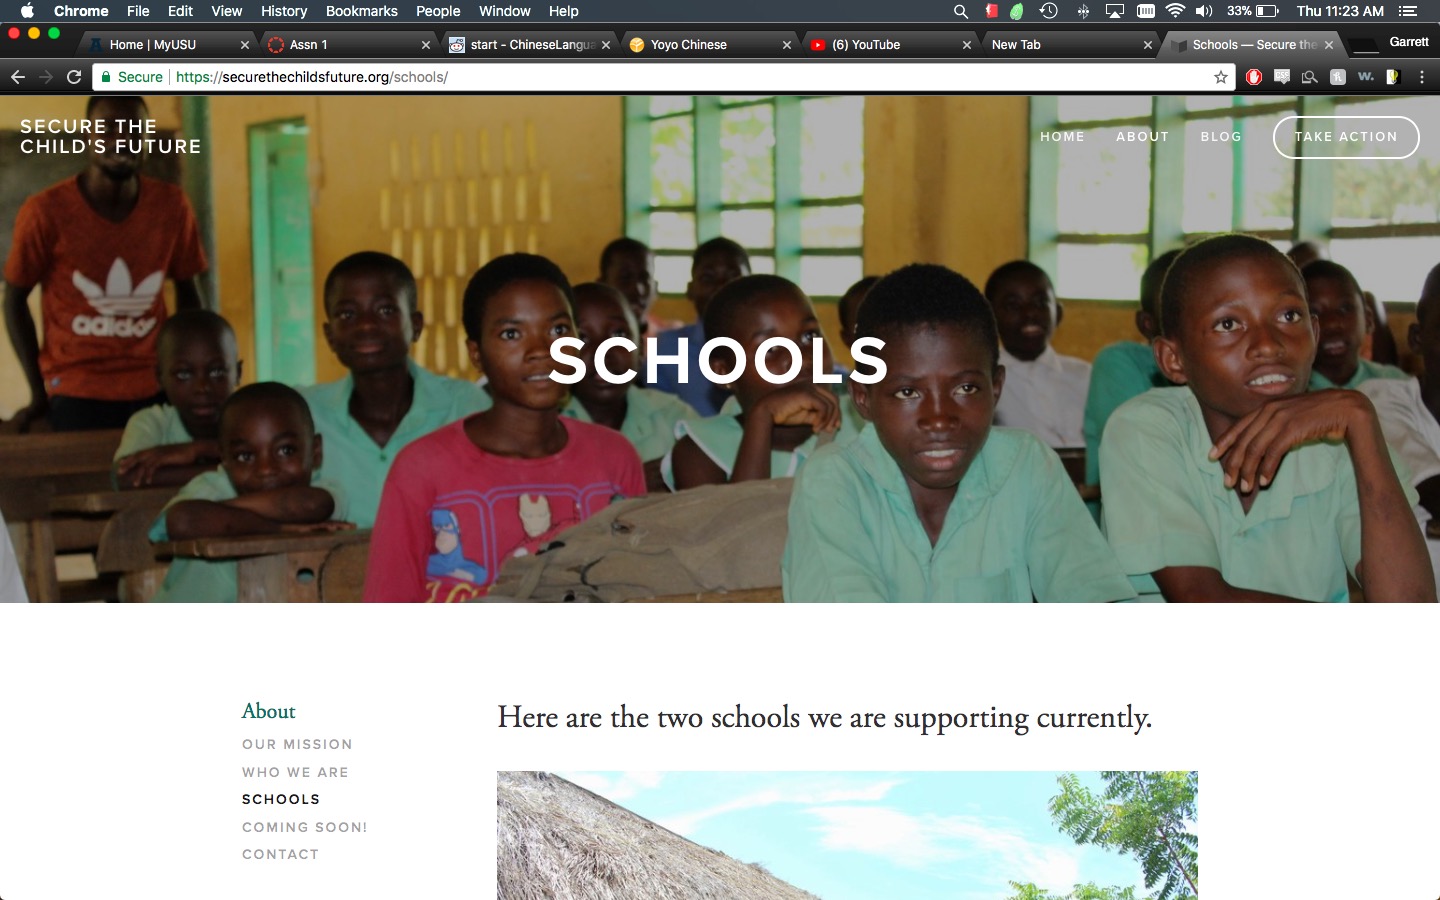 Chrome File Edit View History Bookmarks People Window Help 33% Thu 11:23 AM
Home | MyUSU Assn 1 start - ChineseLangua Yoyo Chinese (6) YouTube New Tab Schools — Secure the Garrett
Secure https://securethechildsfuture.org/schools/
SECURE THE
CHILD'S FUTURE
HOME ABOUT BLOG TAKE ACTION
adidas
SCHOOLS
About
OUR MISSION
WHO WE ARE
SCHOOLS
COMING SOON!
CONTACT
Here are the two schools we are supporting currently.